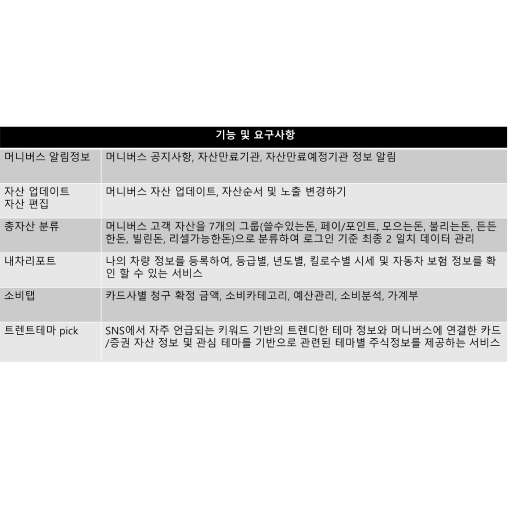 기능 및 요구사항
머니버스 알림정보
머니버스 공지사항, 자산만료기관, 자산만료예정기관 정보 알림
자산 업데이트
자산 편집
머니버스 자산 업데이트, 자산순서 및 노출 변경하기
총자산 분류
머니버스 고객 자산을 7개의 그룹(쓸수있는돈, 페이/포인트, 모으는돈, 불리는돈, 든든
한돈, 빌린돈, 리셀가능한돈)으로 분류하여 로그인 기준 최종 2 일치 데이터 관리
내차리포트
나의 차량 정보를 등록하여, 등급별, 년도별, 킬로수별 시세 및 자동차 보험 정보를 확
인 할 수 있는 서비스
소비탭
카드사별 청구 확정 금액, 소비카테고리, 예산관리, 소비분석, 가계부
트렌트테마 pick
SNS에서 자주 언급되는 키워드 기반의 트렌디한 테마 정보와 머니버스에 연결한 카드
/증권 자산 정보 및 관심 테마를 기반으로 관련된 테마별 주식정보를 제공하는 서비스